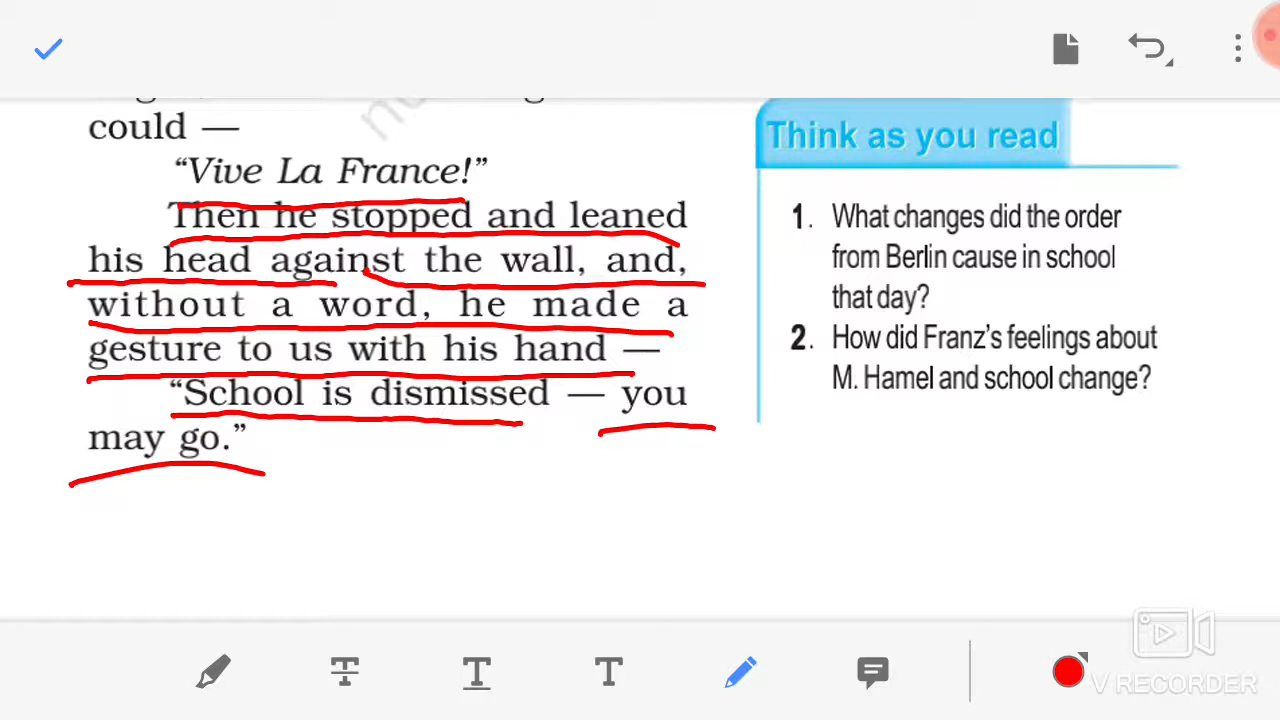 could —
“Vive La France!”
Then he stopped and leaned
his head against the wall, and,
without a word, he made a
gesture to us with his hand —
“School is dismissed — you
may go.”
Think as you read
1. What changes did the order
from Berlin cause in school
that day?
2. How did Franz’s feelings about
M. Hamel and school change?
V RECORDER